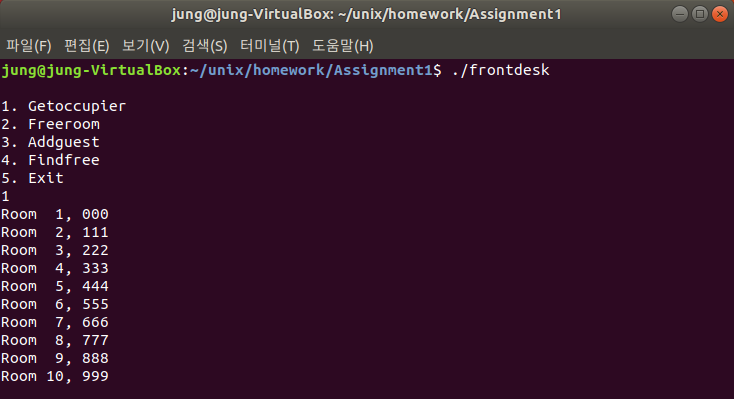 jung@jung-VirtualBox: ~/unix/homework/Assignment1
파일(F) 편집(E) 보기(V) 검색(S) 터미널(T) 도움말(H)
jung@jung-VirtualBox:~/unix/homework/Assignment1$ ./frontdesk
1. Getoccupier
2. Freeroom
3. Addguest
4. Findfree
5. Exit
1
Room  1, 000
Room  2, 111
Room  3, 222
Room  4, 333
Room  5, 444
Room  6, 555
Room  7, 666
Room  8, 777
Room  9, 888
Room 10, 999